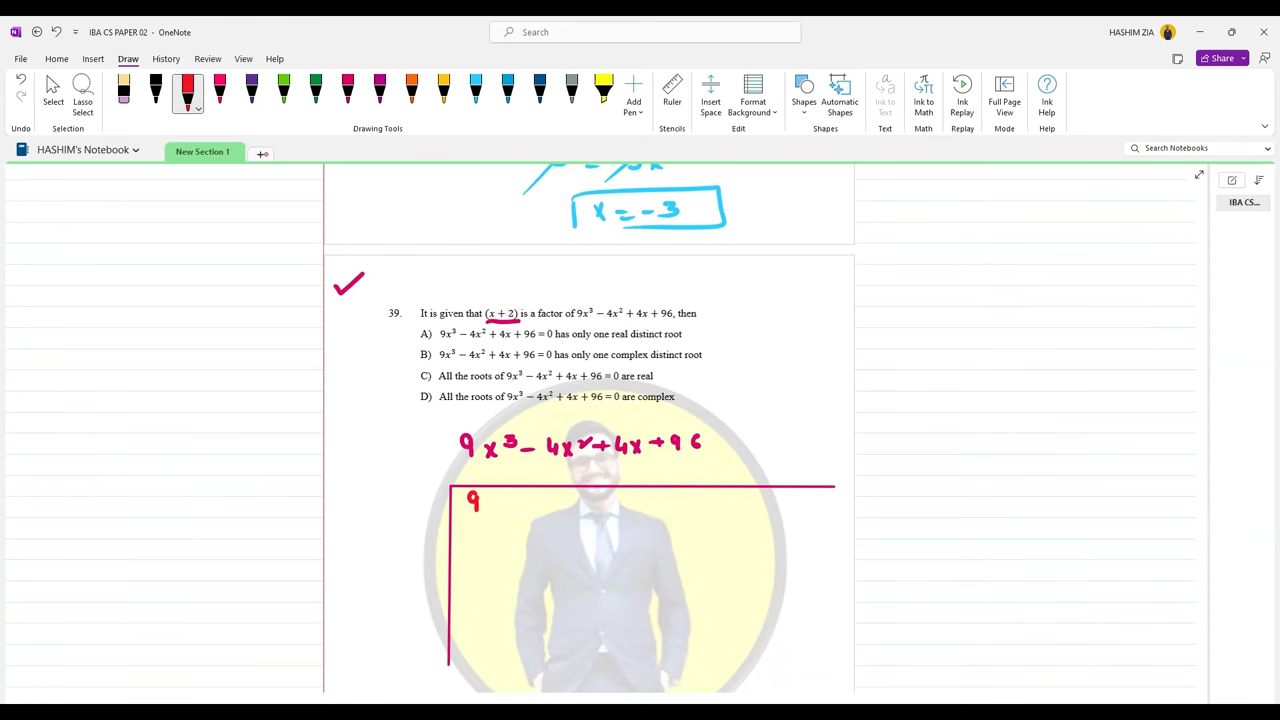 IBA CS PAPER 02 - OneNote
Search
HASHIM ZIA
File Home Insert Draw History Review View Help
Share
Undo
Select
Lasso Select
Selection
Add Pen
Drawing Tools
Ruler
Stencils
Insert Space
Format Background
Edit
Shapes
Automatic Shapes
Shapes
Ink to Text
Text
Ink to Math
Math
Ink Replay
Replay
Full Page View
Mode
Ink Help
Help
HASHIM's Notebook
New Section 1
Search Notebooks
IBA CS...
x = -3
39. It is given that (x + 2) is a factor of 9x³ − 4x² + 4x + 96, then
A) 9x³ − 4x² + 4x + 96 = 0 has only one real distinct root
B) 9x³ − 4x² + 4x + 96 = 0 has only one complex distinct root
C) All the roots of 9x³ − 4x² + 4x + 96 = 0 are real
D) All the roots of 9x³ − 4x² + 4x + 96 = 0 are complex
9x³ - 4x² + 4x + 96
9